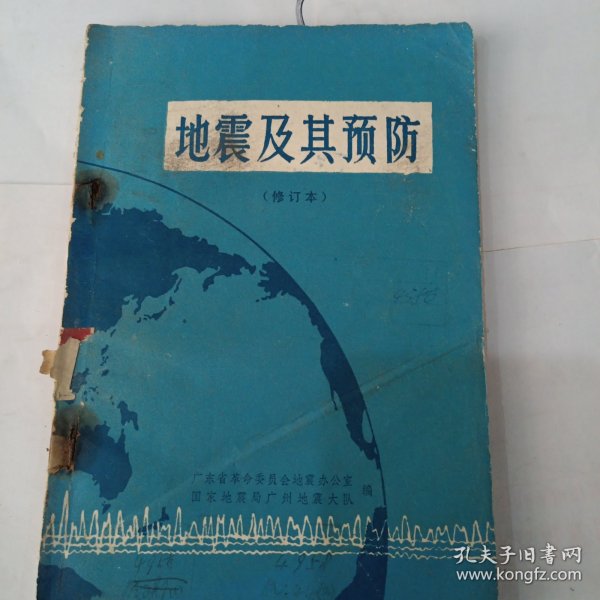 地震及其预防
（修订本）
广东省革命委员会地震办公室
国家地震局广州地震大队
编
4958
孔夫子旧书网
www.kongfz.com